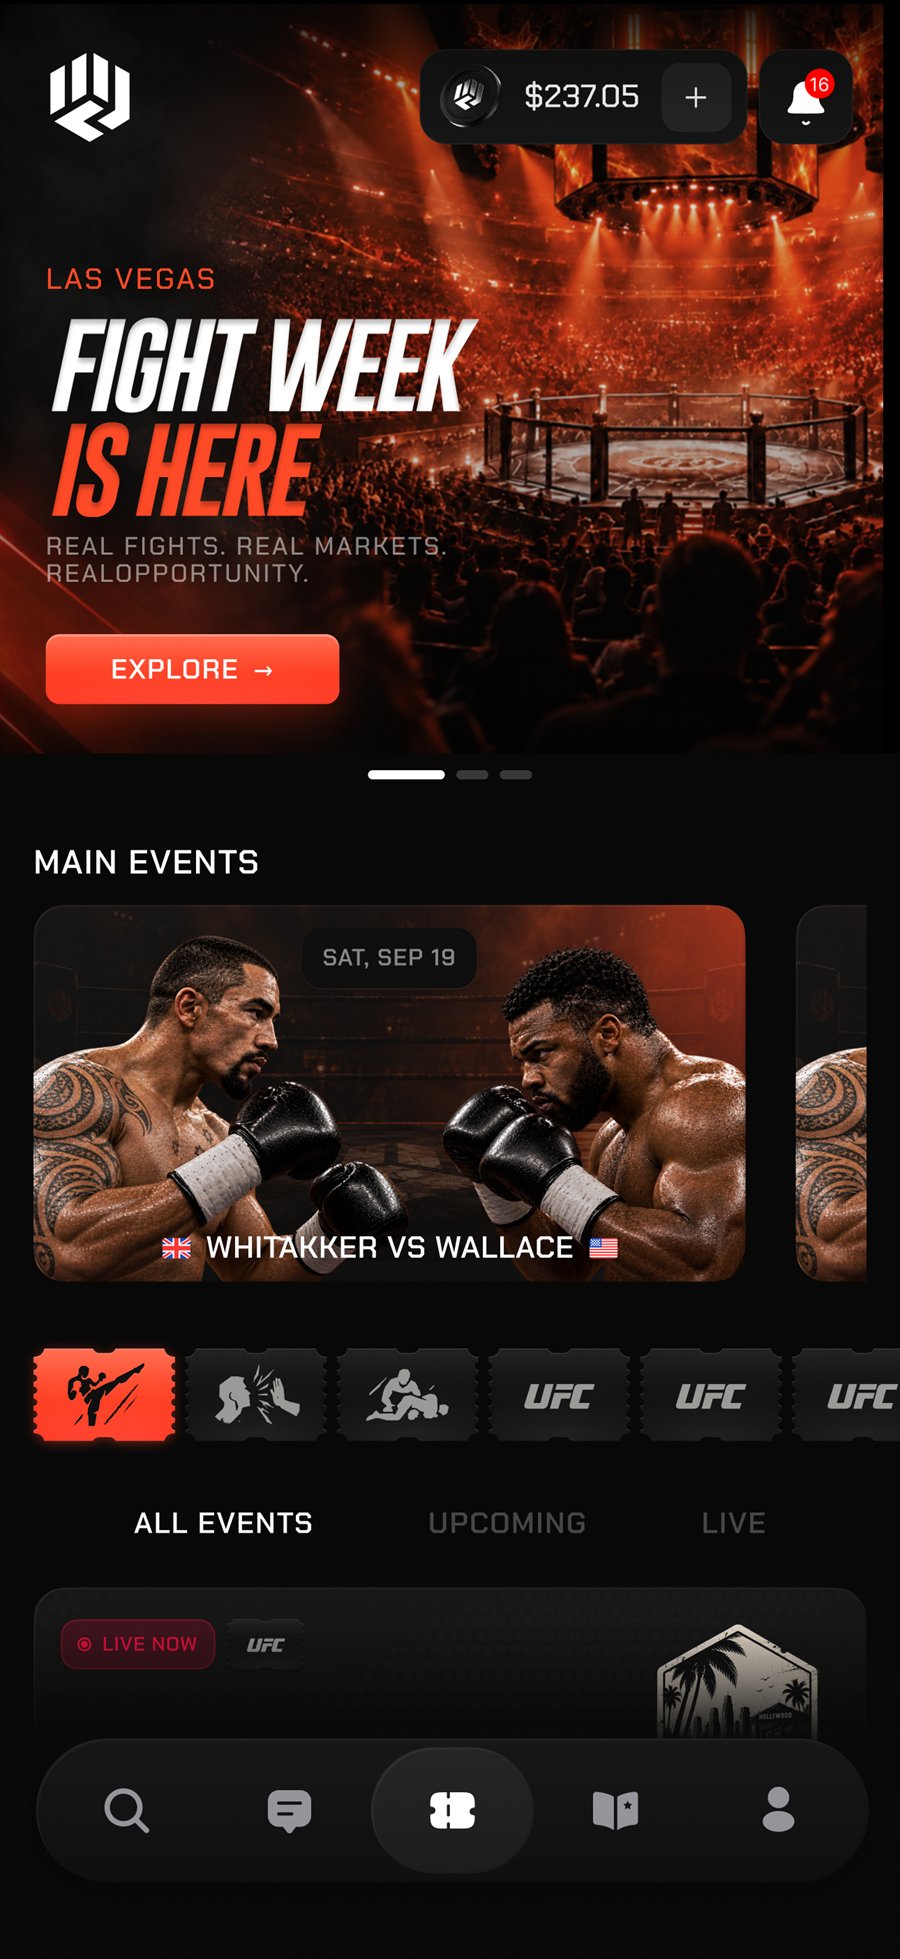 $237.05
16
LAS VEGAS
FIGHT WEEK
IS HERE
REAL FIGHTS. REAL MARKETS.
REALOPPORTUNITY.
EXPLORE →
MAIN EVENTS
SAT, SEP 19
WHITAKKER VS WALLACE
UFC
UFC
UFC
ALL EVENTS
UPCOMING
LIVE
LIVE NOW
UFC
HOLLYWOOD